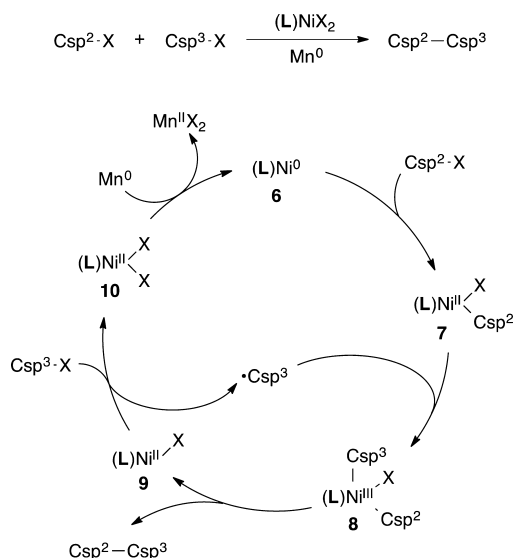 (L)NiX₂
Csp²-X + Csp³-X Csp²—Csp³
Mn⁰
MnᴵᴵX₂
Csp²-X
Mn⁰
(L)Ni⁰
6
X
(L)Niᴵᴵ
X
10
X
(L)Niᴵᴵ
Csp²
7
Csp³-X
•Csp³
X
(L)Niᴵᴵ
9
Csp³
X
(L)Niᴵᴵᴵ
Csp²
8
Csp²—Csp³